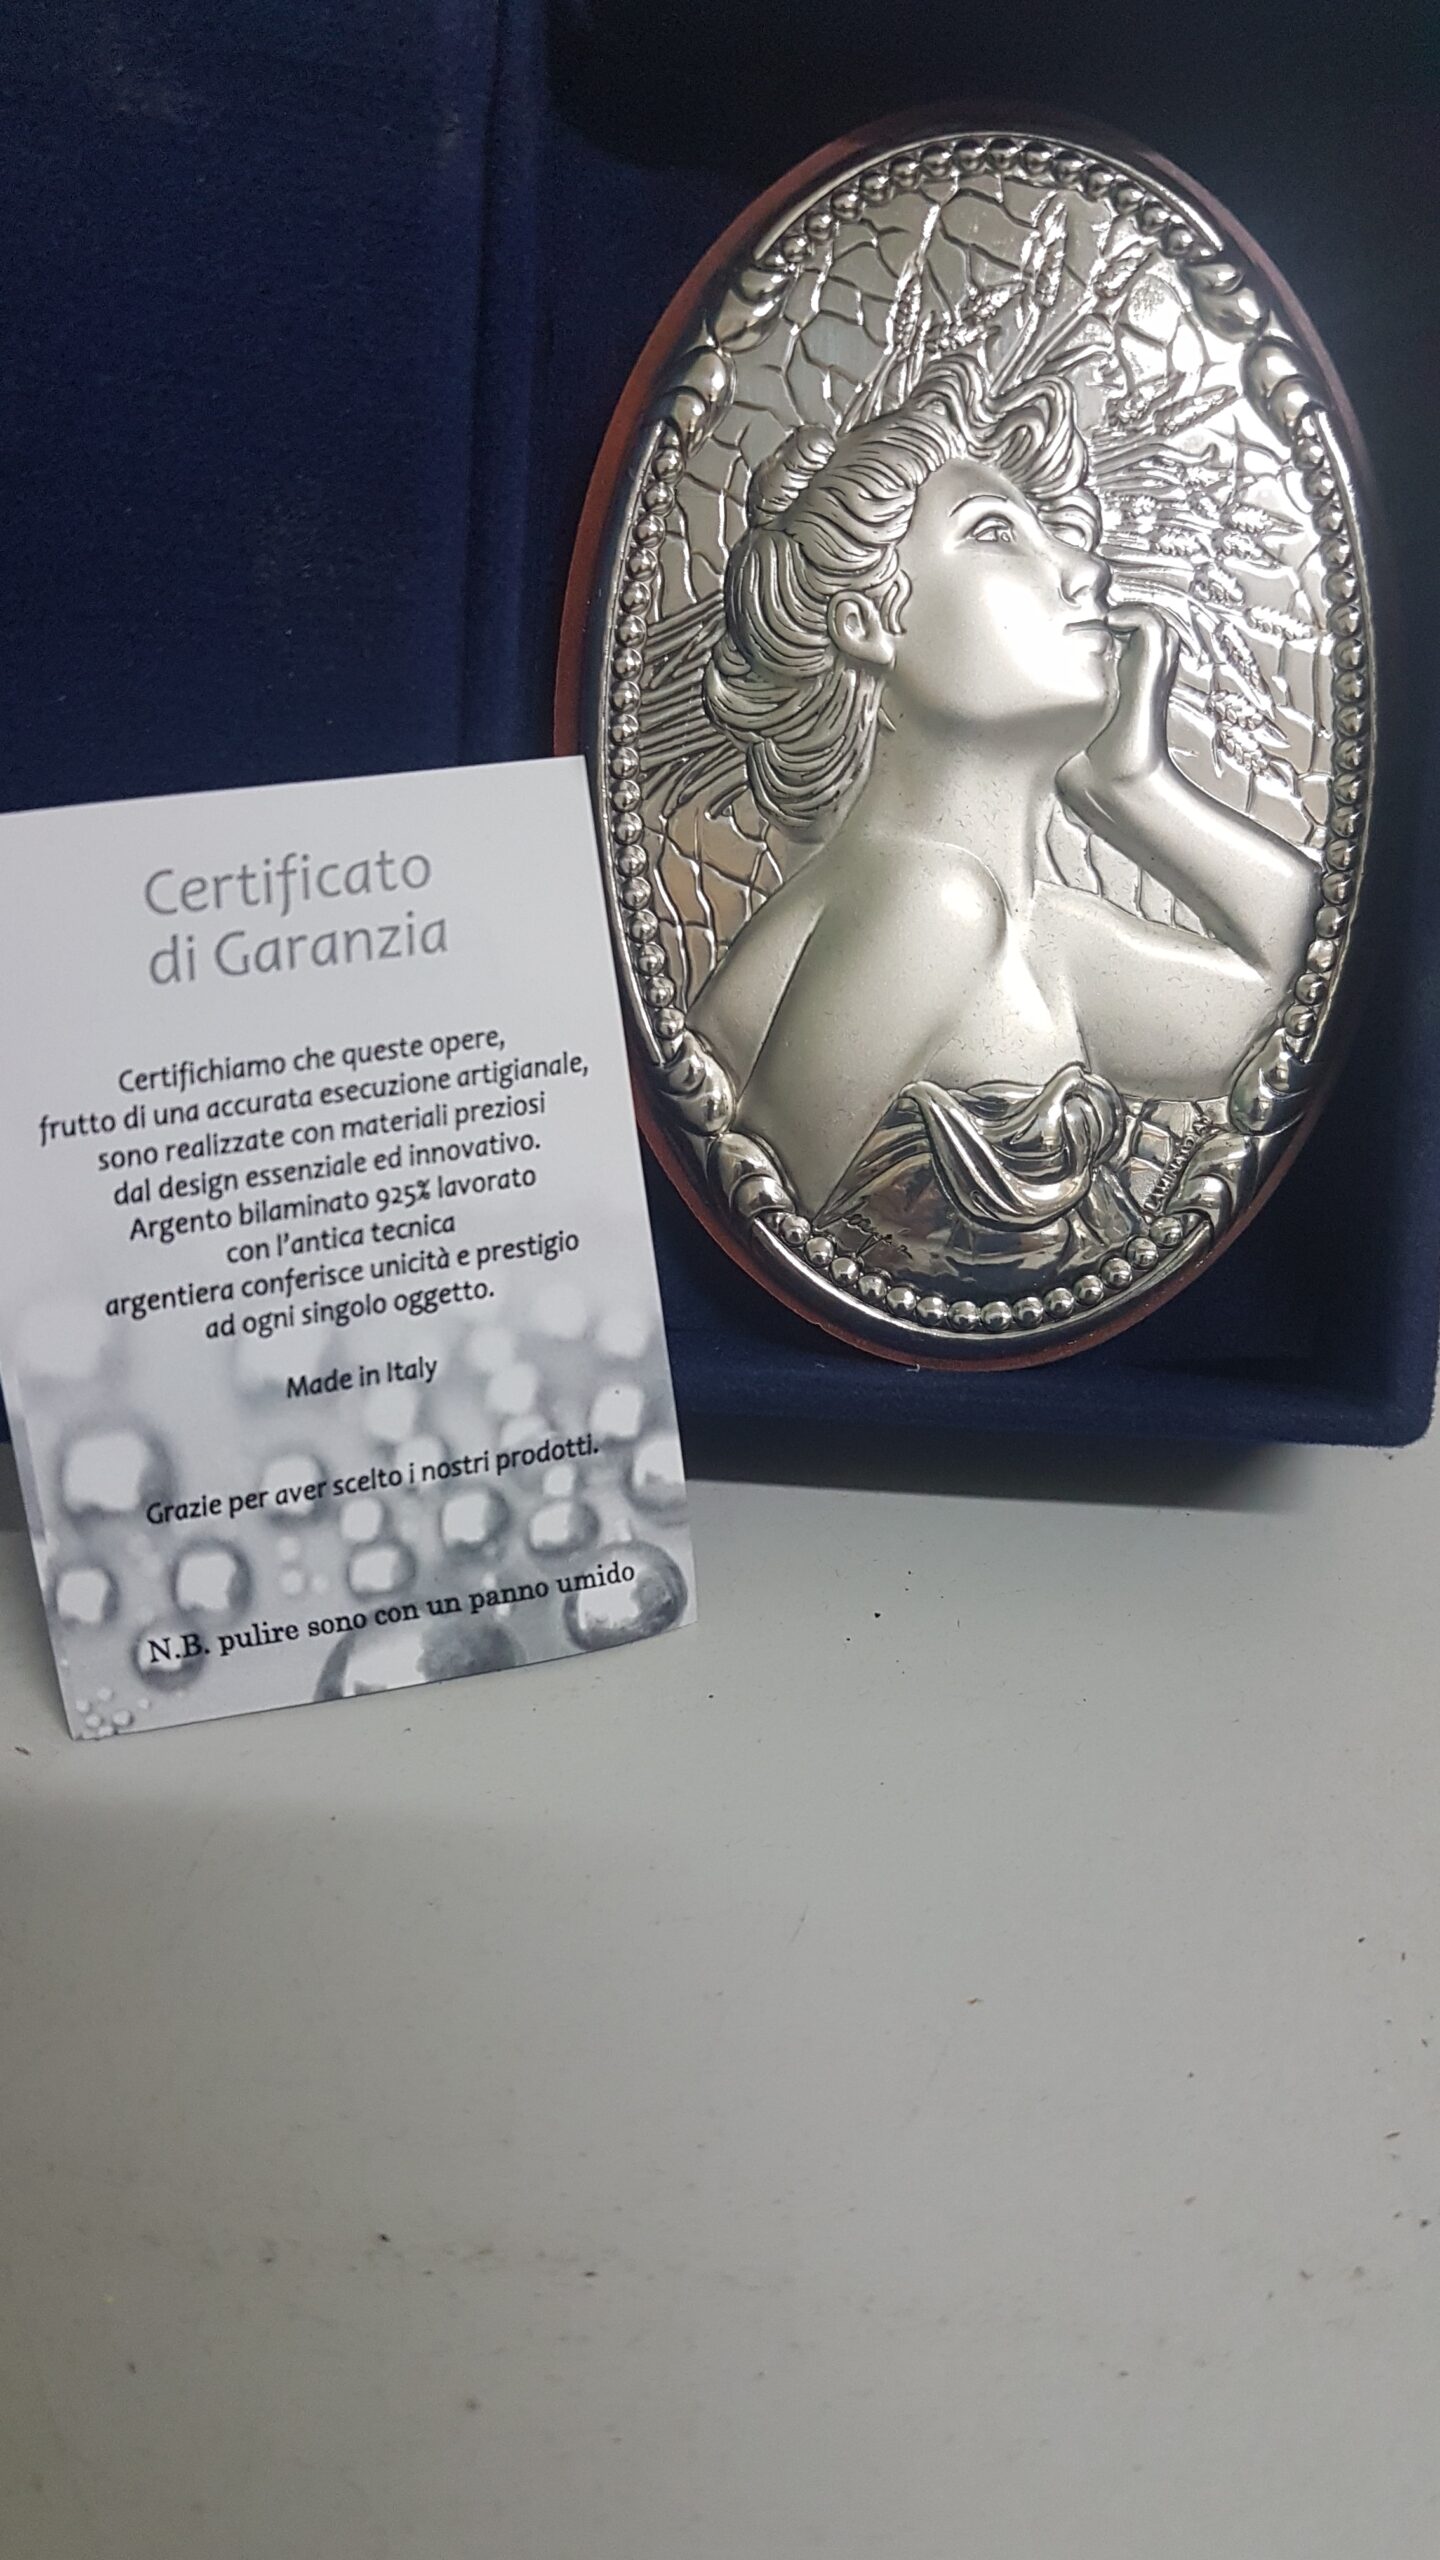 Certificato
di Garanzia
Certifichiamo che queste opere,
frutto di una accurata esecuzione artigianale,
sono realizzate con materiali preziosi
dal design essenziale ed innovativo.
Argento bilaminato 925% lavorato
con l'antica tecnica
argentiera conferisce unicità e prestigio
ad ogni singolo oggetto.
Made in Italy
Grazie per aver scelto i nostri prodotti.
N.B. pulire sono con un panno umido